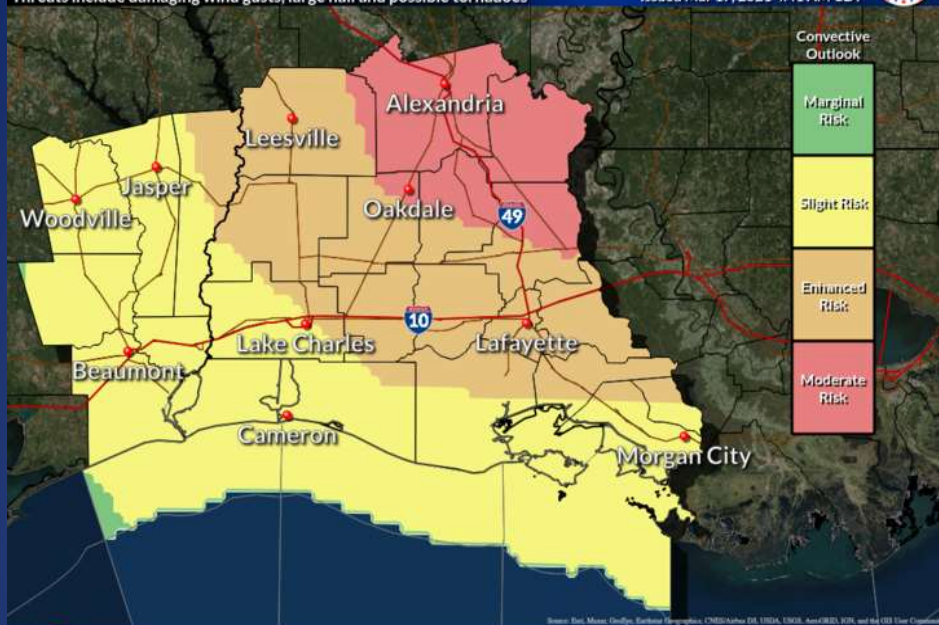 Threats include damaging wind gusts, large hail and possible tornadoes
Convective
Outlook
Marginal
Risk
Slight Risk
Enhanced
Risk
Moderate
Risk
Alexandria
Leesville
Jasper
Oakdale
Woodville
49
10
Lake Charles
Lafayette
Beaumont
Cameron
Morgan City